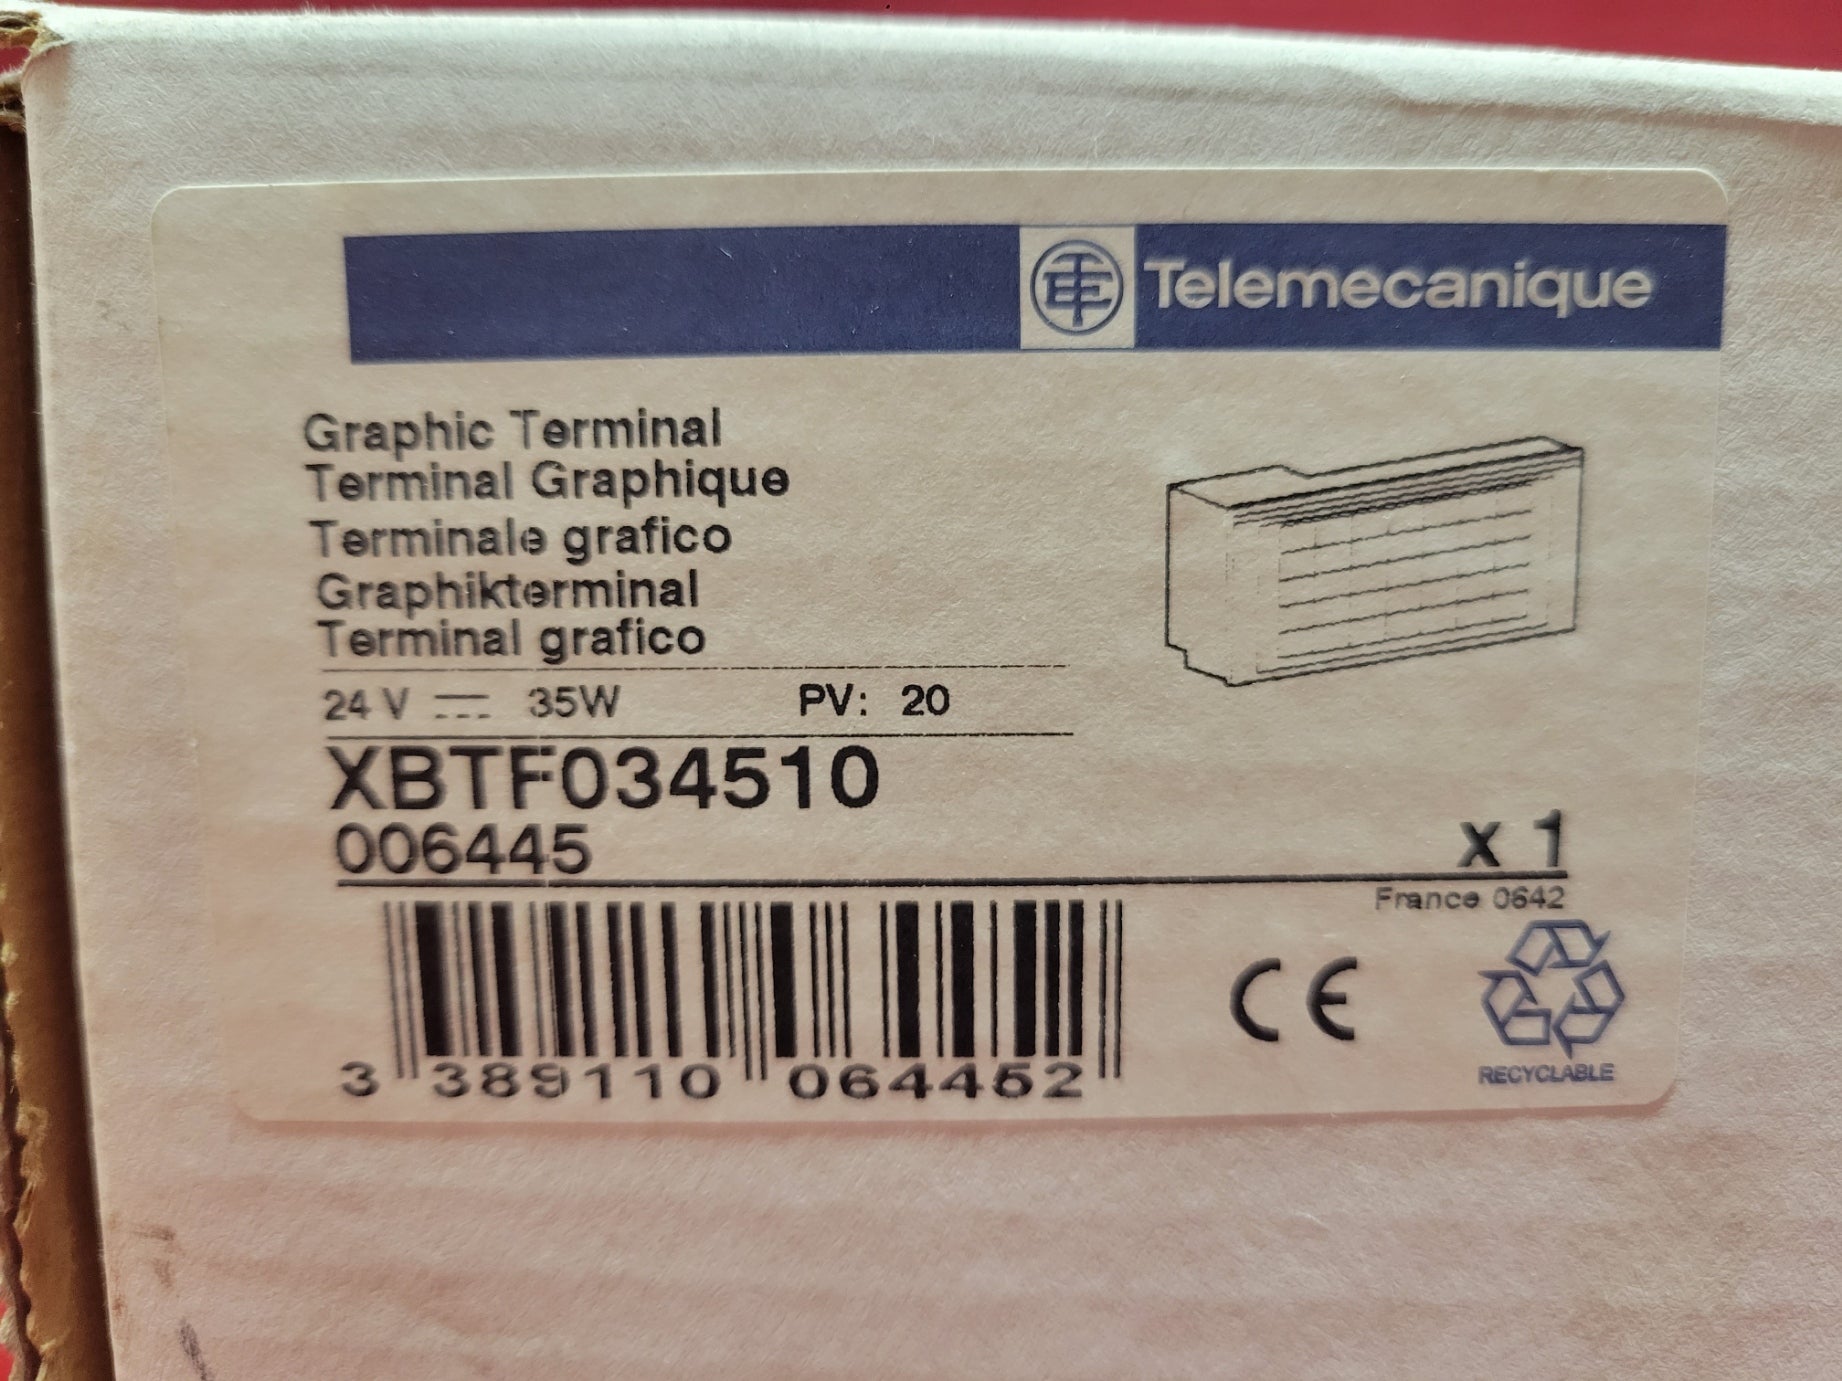 Telemecanique
Graphic Terminal
Terminal Graphique
Terminale grafico
Graphikterminal
Terminal grafico
24 V ⎓ 35W PV: 20
XBTF034510
006445
x 1
France 0642
3 389110 064452
CE
RECYCLABLE